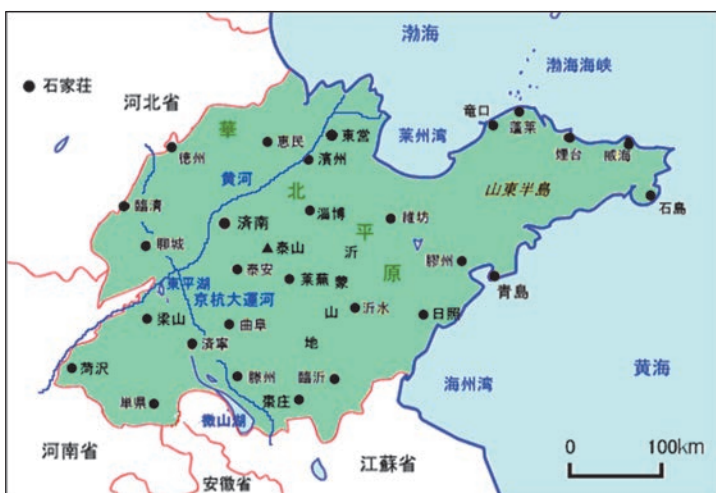 渤海
渤海海峡
石家荘
河北省
華
恵民
東営
莱州湾
竜口
蓬莱
煙台
威海
徳州
濱州
黄河
北
山東半島
石島
臨清
済南
淄博
平
濰坊
聊城
泰山
沂
原
膠州
東平湖
泰安
莱蕪
蒙
青島
京杭大運河
梁山
曲阜
山
沂水
日照
済寧
地
菏沢
滕州
臨沂
海州湾
黄海
単県
微山湖
棗庄
河南省
安徽省
江蘇省
0 100km